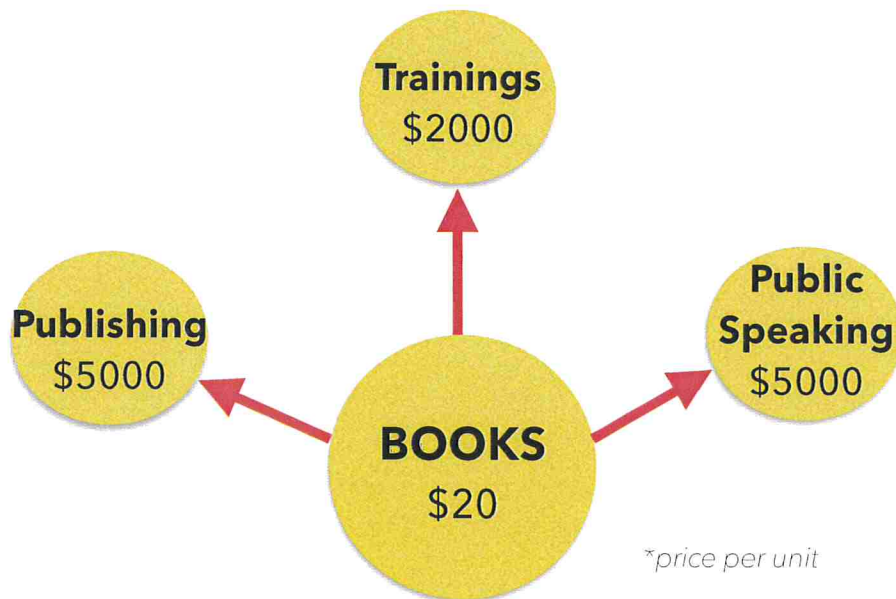 Trainings
$2000
Publishing
$5000
Public
Speaking
$5000
BOOKS
$20
*price per unit